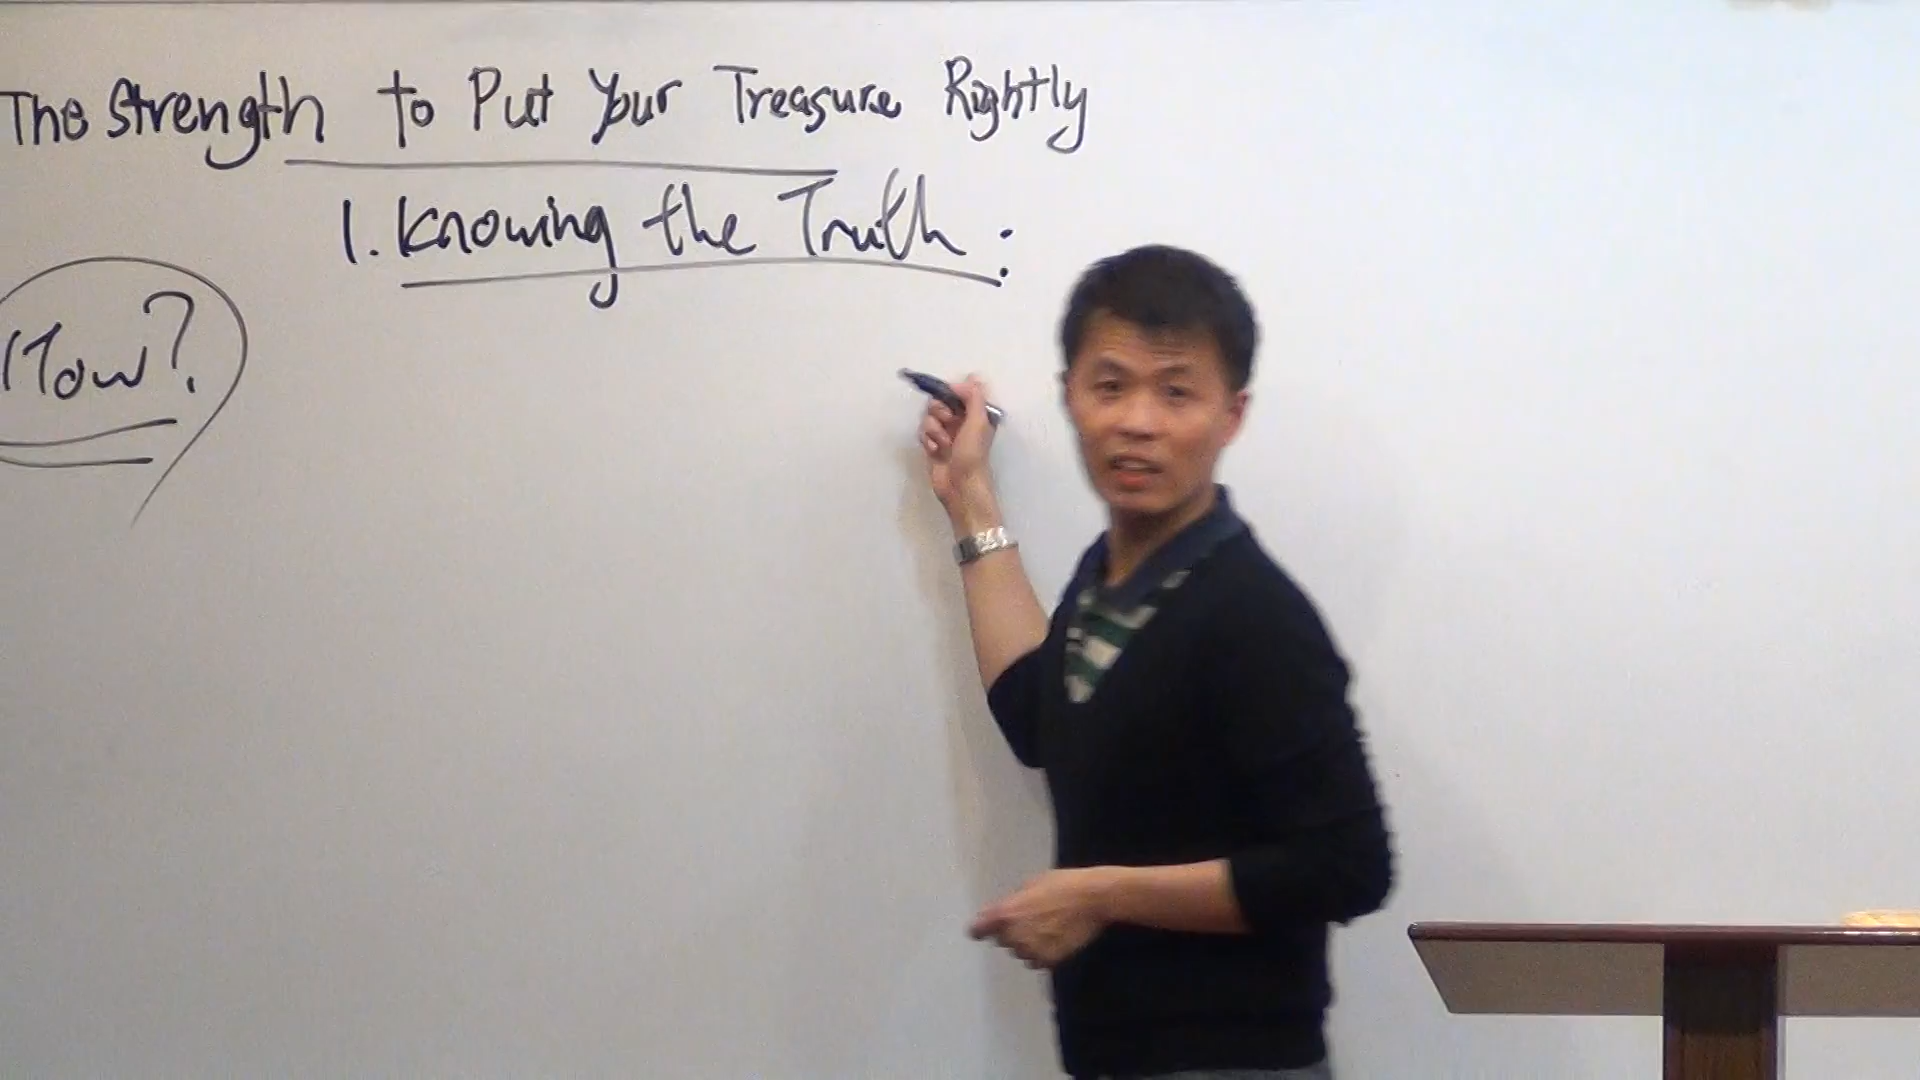 The Strength to Put Your Treasure Rightly
1. Knowing the Truth:
How?